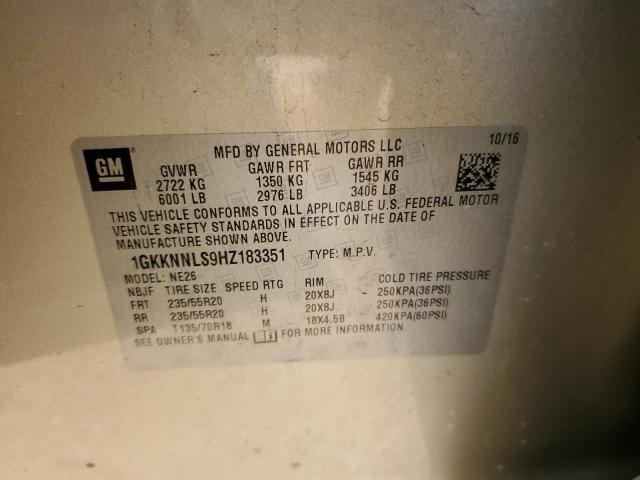 MFD BY GENERAL MOTORS LLC 10/16
GM®
GVWR GAWR FRT GAWR RR
2722 KG 1350 KG 1545 KG
6001 LB 2976 LB 3406 LB
THIS VEHICLE CONFORMS TO ALL APPLICABLE U.S. FEDERAL MOTOR
VEHICLE SAFETY STANDARDS IN EFFECT ON THE DATE OF
MANUFACTURE SHOWN ABOVE.
1GKKNNLS9HZ183351 TYPE: M.P.V.
MODEL: NE26
NBJF TIRE SIZE SPEED RTG RIM COLD TIRE PRESSURE
FRT 235/55R20 H 20X8J - 250KPA(36PSI)
RR 235/55R20 H 20X8J 250KPA(36PSI)
SPA T135/70R18 M 18X4.5B 420KPA(60PSI)
SEE OWNER'S MANUAL FOR MORE INFORMATION.